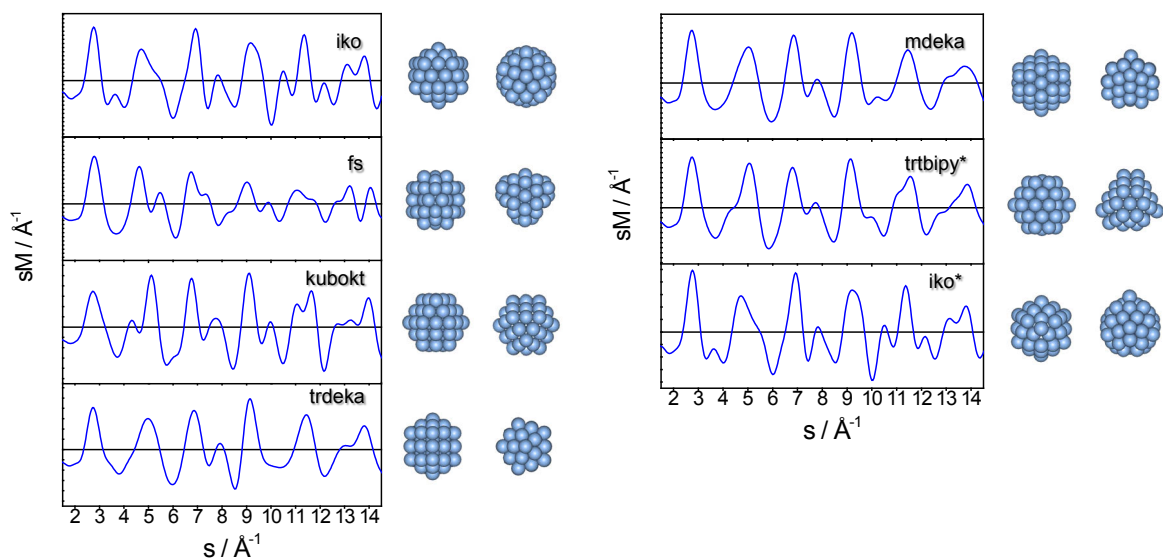 iko
fs
kubokt
trdeka
sM / Å⁻¹
2 3 4 5 6 7 8 9 10 11 12 13 14
s / Å⁻¹
mdeka
trtbipy*
iko*
sM / Å⁻¹
2 3 4 5 6 7 8 9 10 11 12 13 14
s / Å⁻¹